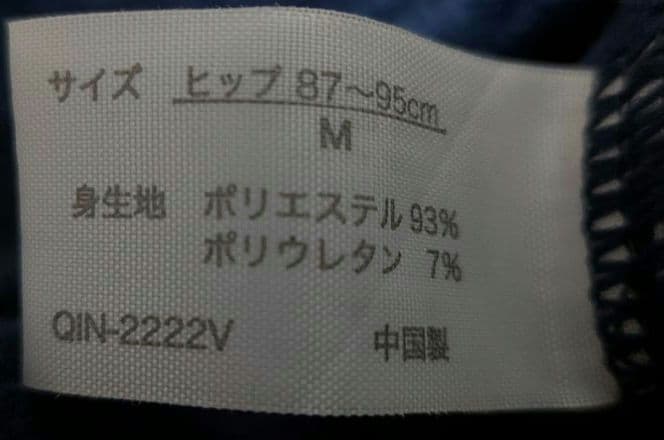 サイズ ヒップ 87～95cm
M
身生地 ポリエステル 93%
ポリウレタン 7%
QIN-2222V 中国製